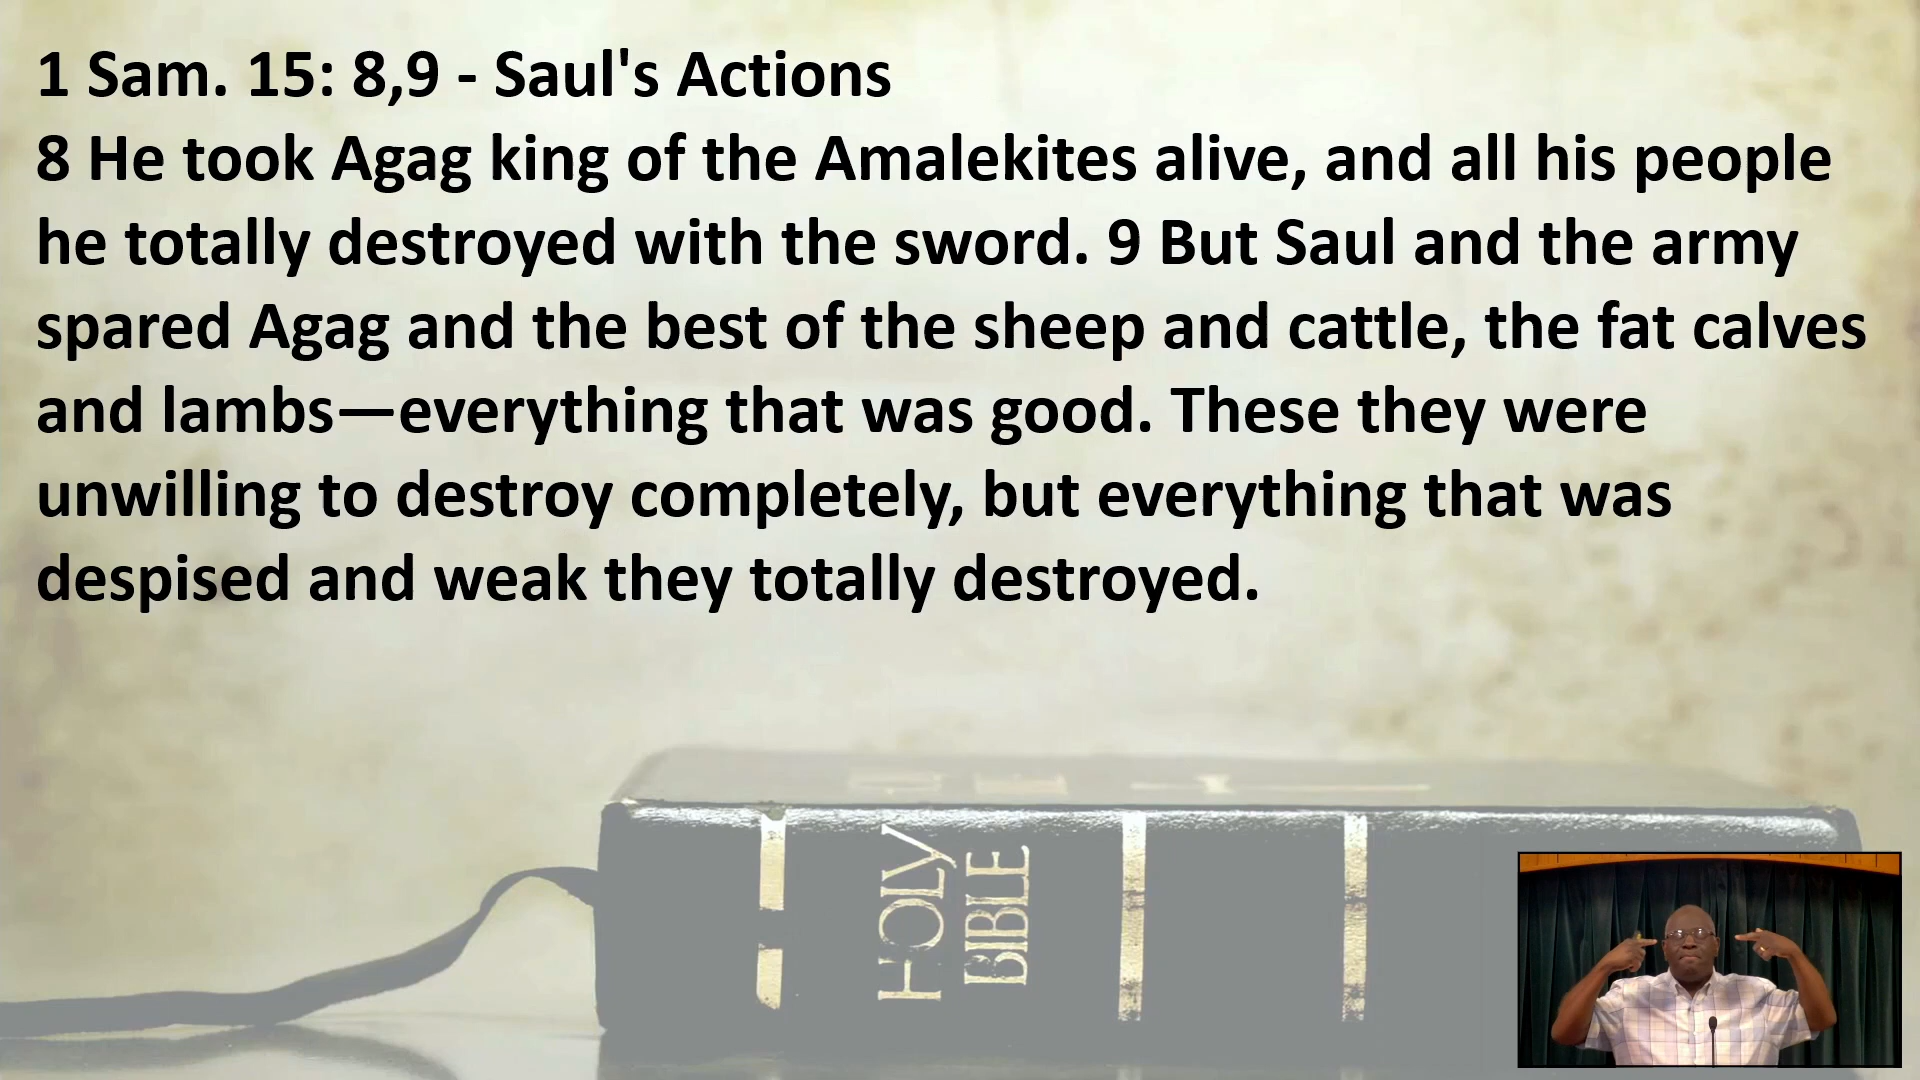 1 Sam. 15: 8,9 - Saul's Actions
8 He took Agag king of the Amalekites alive, and all his people
he totally destroyed with the sword. 9 But Saul and the army
spared Agag and the best of the sheep and cattle, the fat calves
and lambs—everything that was good. These they were
unwilling to destroy completely, but everything that was
despised and weak they totally destroyed.
HOLY
BIBLE